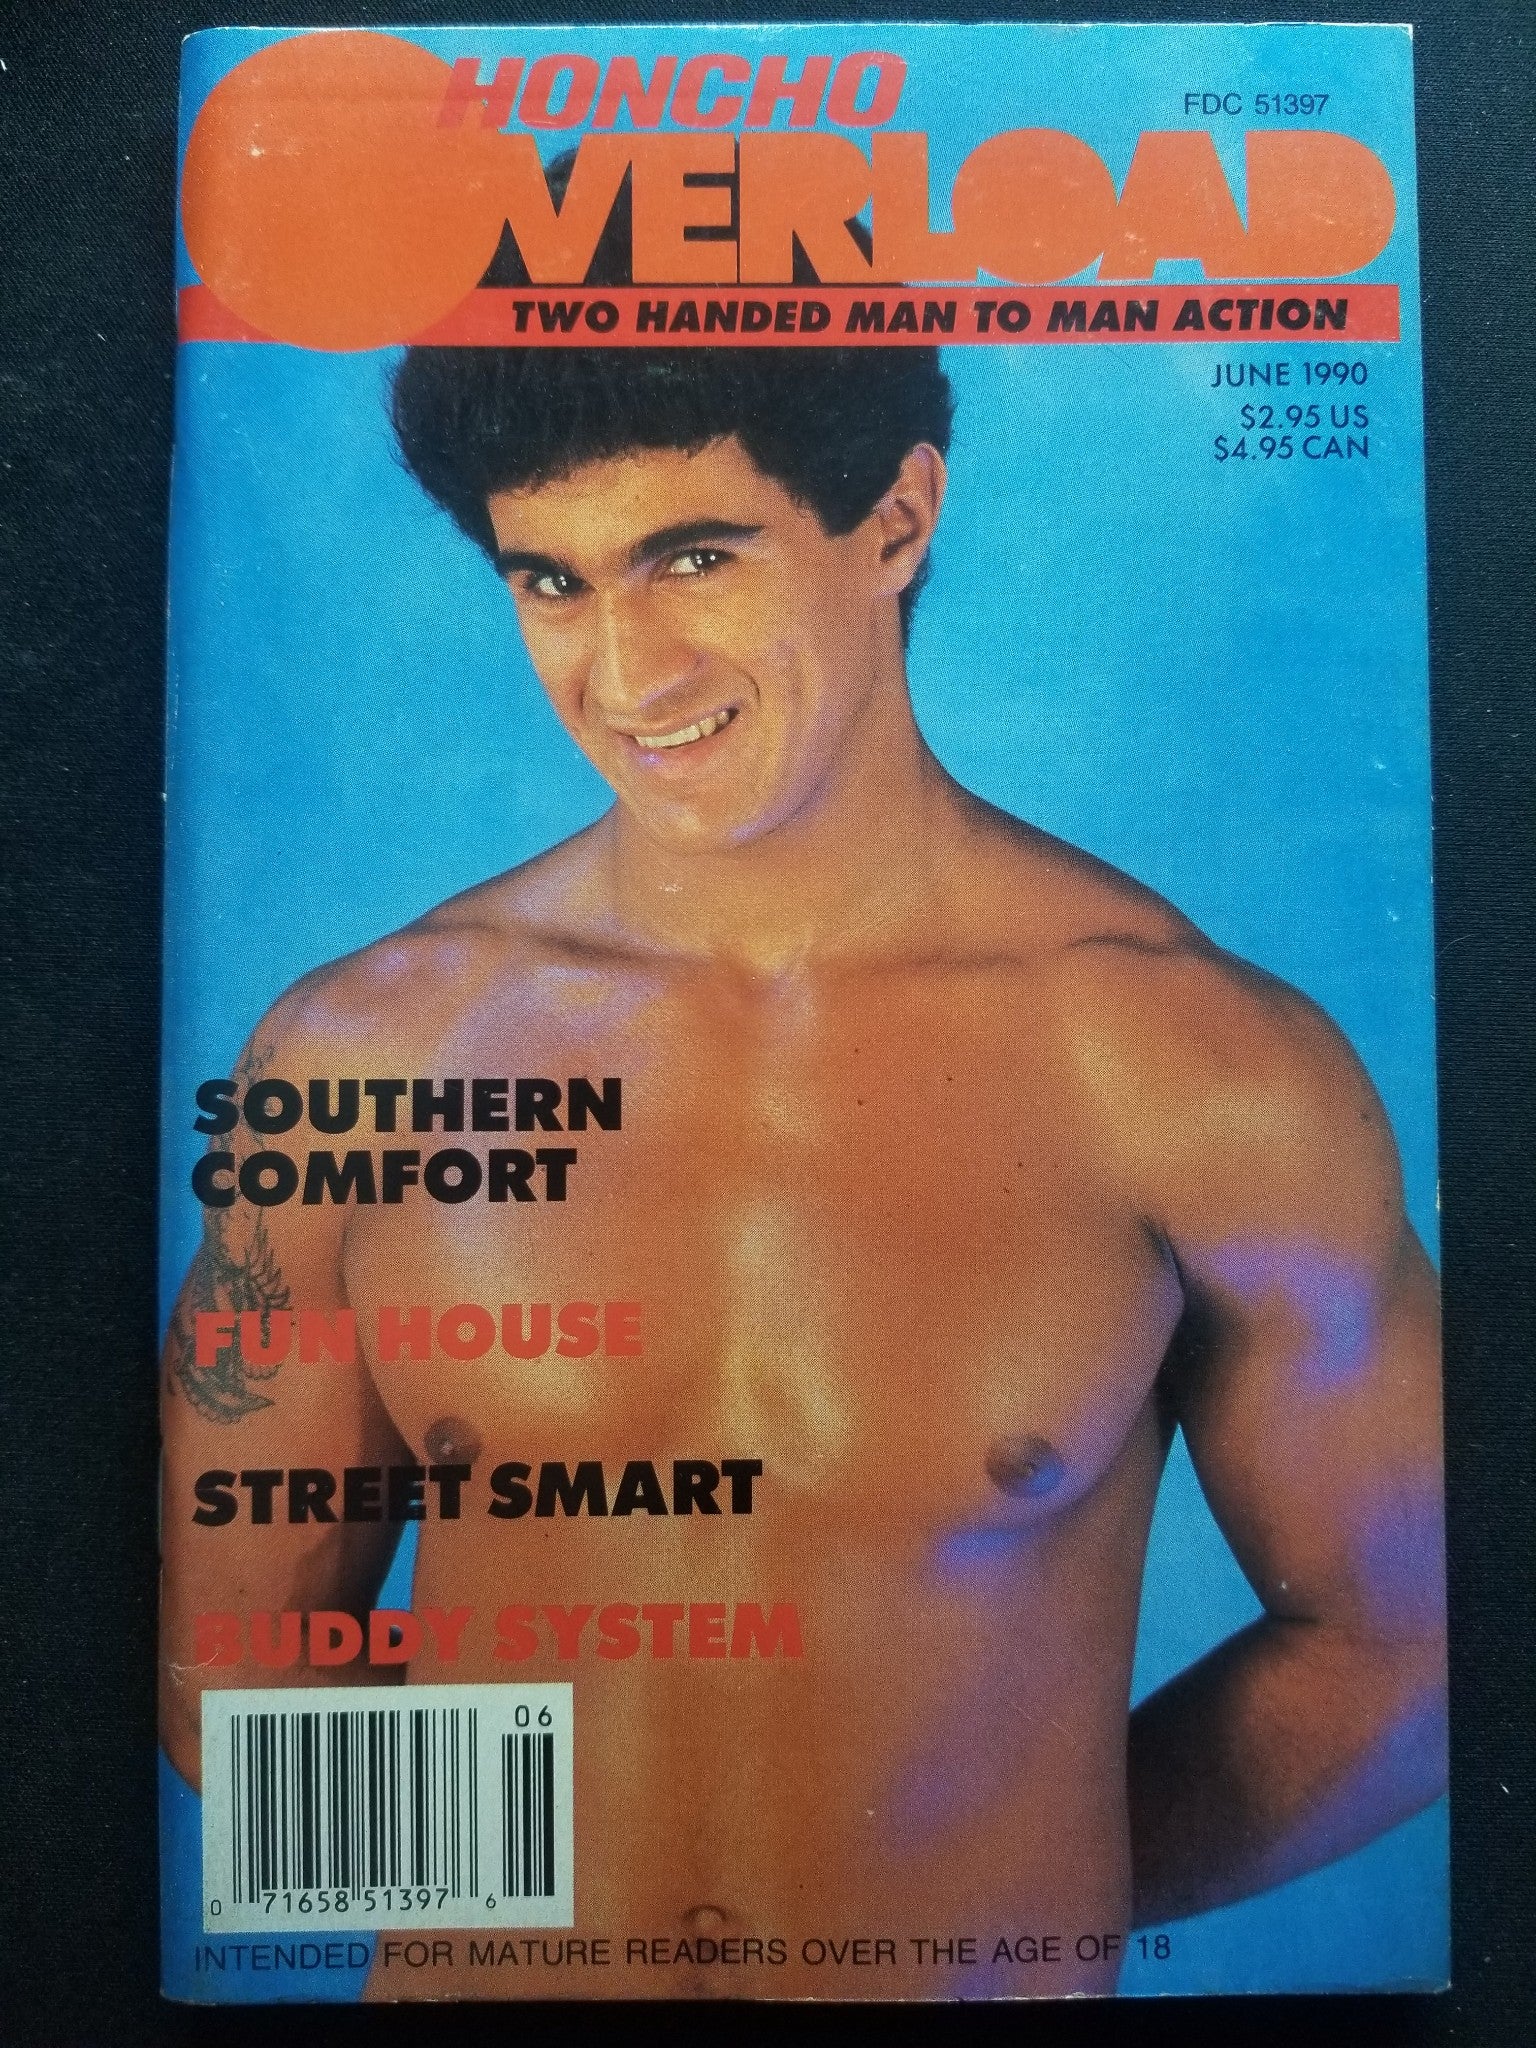 HONCHO
FDC 51397
OVERLOAD
TWO HANDED MAN TO MAN ACTION
JUNE 1990
$2.95 US
$4.95 CAN
SOUTHERN
COMFORT
FUN HOUSE
STREET SMART
BUDDY SYSTEM
06
0 71658 51397 6
INTENDED FOR MATURE READERS OVER THE AGE OF 18